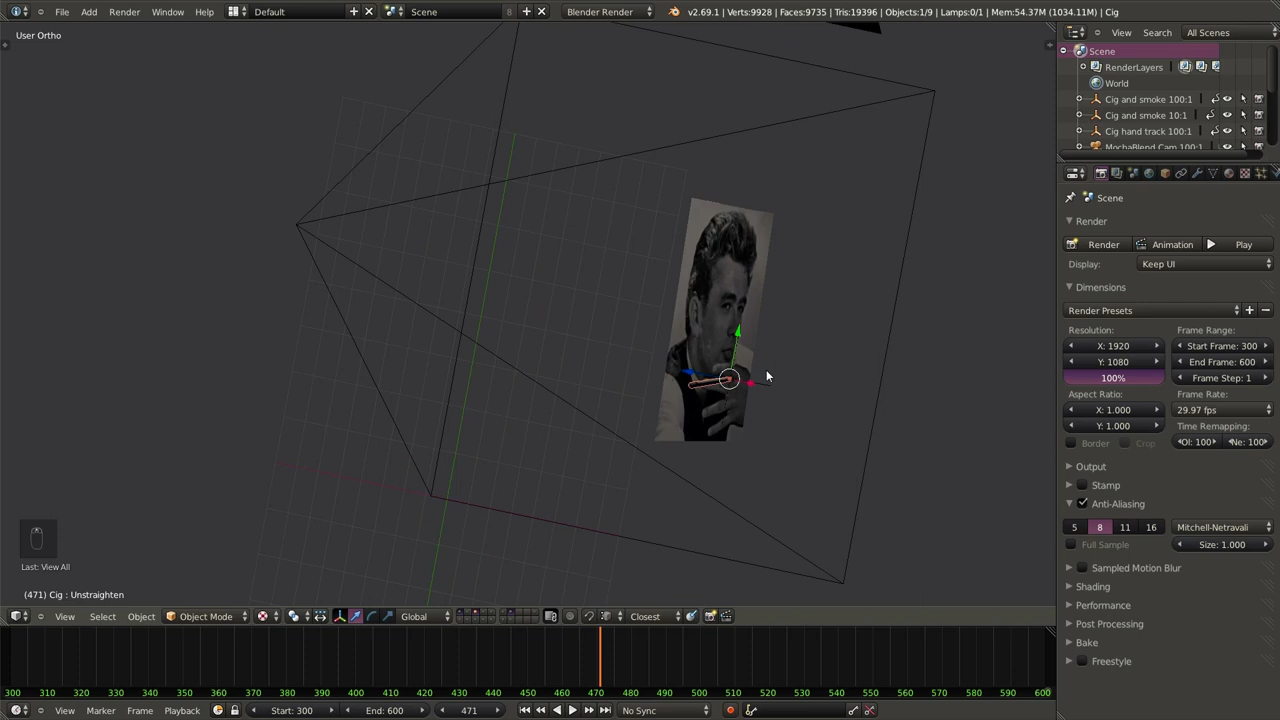 File Add Render Window Help Default Scene 8 Blender Render v2.69.1 | Verts:9928 | Faces:9735 | Tris:19396 | Objects:1/9 | Lamps:0/1 | Mem:54.37M (1034.11M) | Cig
User Ortho
View Search All Scenes
Scene
RenderLayers
World
Cig and smoke 100:1
Cig and smoke 10:1
Cig hand track 100:1
MochaBlend Cam 100:1
Scene
Render
Render Animation Play
Display: Keep UI
Dimensions
Render Presets
Resolution: Frame Range:
X: 1920 Start Frame: 300
Y: 1080 End Frame: 600
100% Frame Step: 1
Aspect Ratio: Frame Rate:
X: 1.000 29.97 fps
Y: 1.000 Time Remapping:
Border Crop Ol: 100 Ne: 100
Output
Stamp
Anti-Aliasing
5 8 11 16 Mitchell-Netravali
Full Sample Size: 1.000
Sampled Motion Blur
Shading
Performance
Post Processing
Bake
Freestyle
Last: View All
(471) Cig : Unstraighten
View Select Object Object Mode Global Closest
300 310 320 330 340 350 360 370 380 390 400 410 420 430 440 450 460 470 480 490 500 510 520 530 540 550 560 570 580 590 600
View Marker Frame Playback Start: 300 End: 600 471 No Sync